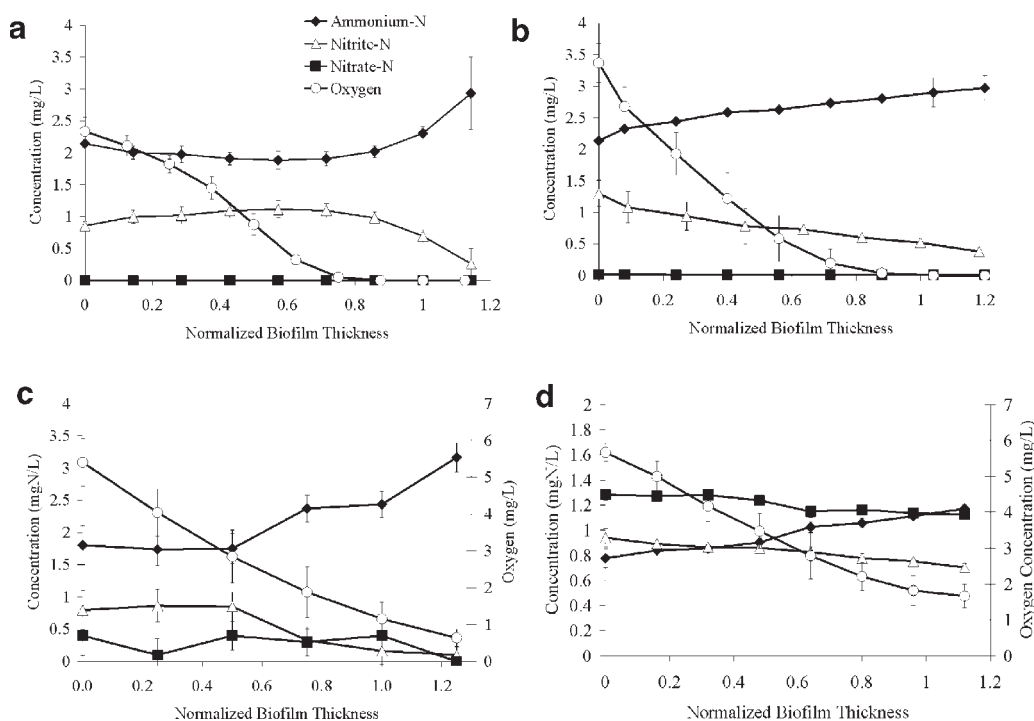 a
Ammonium-N
Nitrite-N
Nitrate-N
Oxygen
Concentration (mg/L)
4
3.5
3
2.5
2
1.5
1
0.5
0
0 0.2 0.4 0.6 0.8 1 1.2
Normalized Biofilm Thickness
b
Concentration (mg/L)
4
3.5
3
2.5
2
1.5
1
0.5
0
0.0 0.2 0.4 0.6 0.8 1.0 1.2
Normalized Biofilm Thickness
c
Concentration (mgN/L)
4
3.5
3
2.5
2
1.5
1
0.5
0
7
6
5
4
3
2
1
0
Oxygen (mg/L)
0.0 0.2 0.4 0.6 0.8 1.0 1.2
Normalized Biofilm Thickness
d
Concentration (mgN/L)
2
1.8
1.6
1.4
1.2
1
0.8
0.6
0.4
0.2
0
7
6
5
4
3
2
1
0
Oxygen Concentration (mg/L)
0 0.2 0.4 0.6 0.8 1 1.2
Normalized Biofilm Thickness